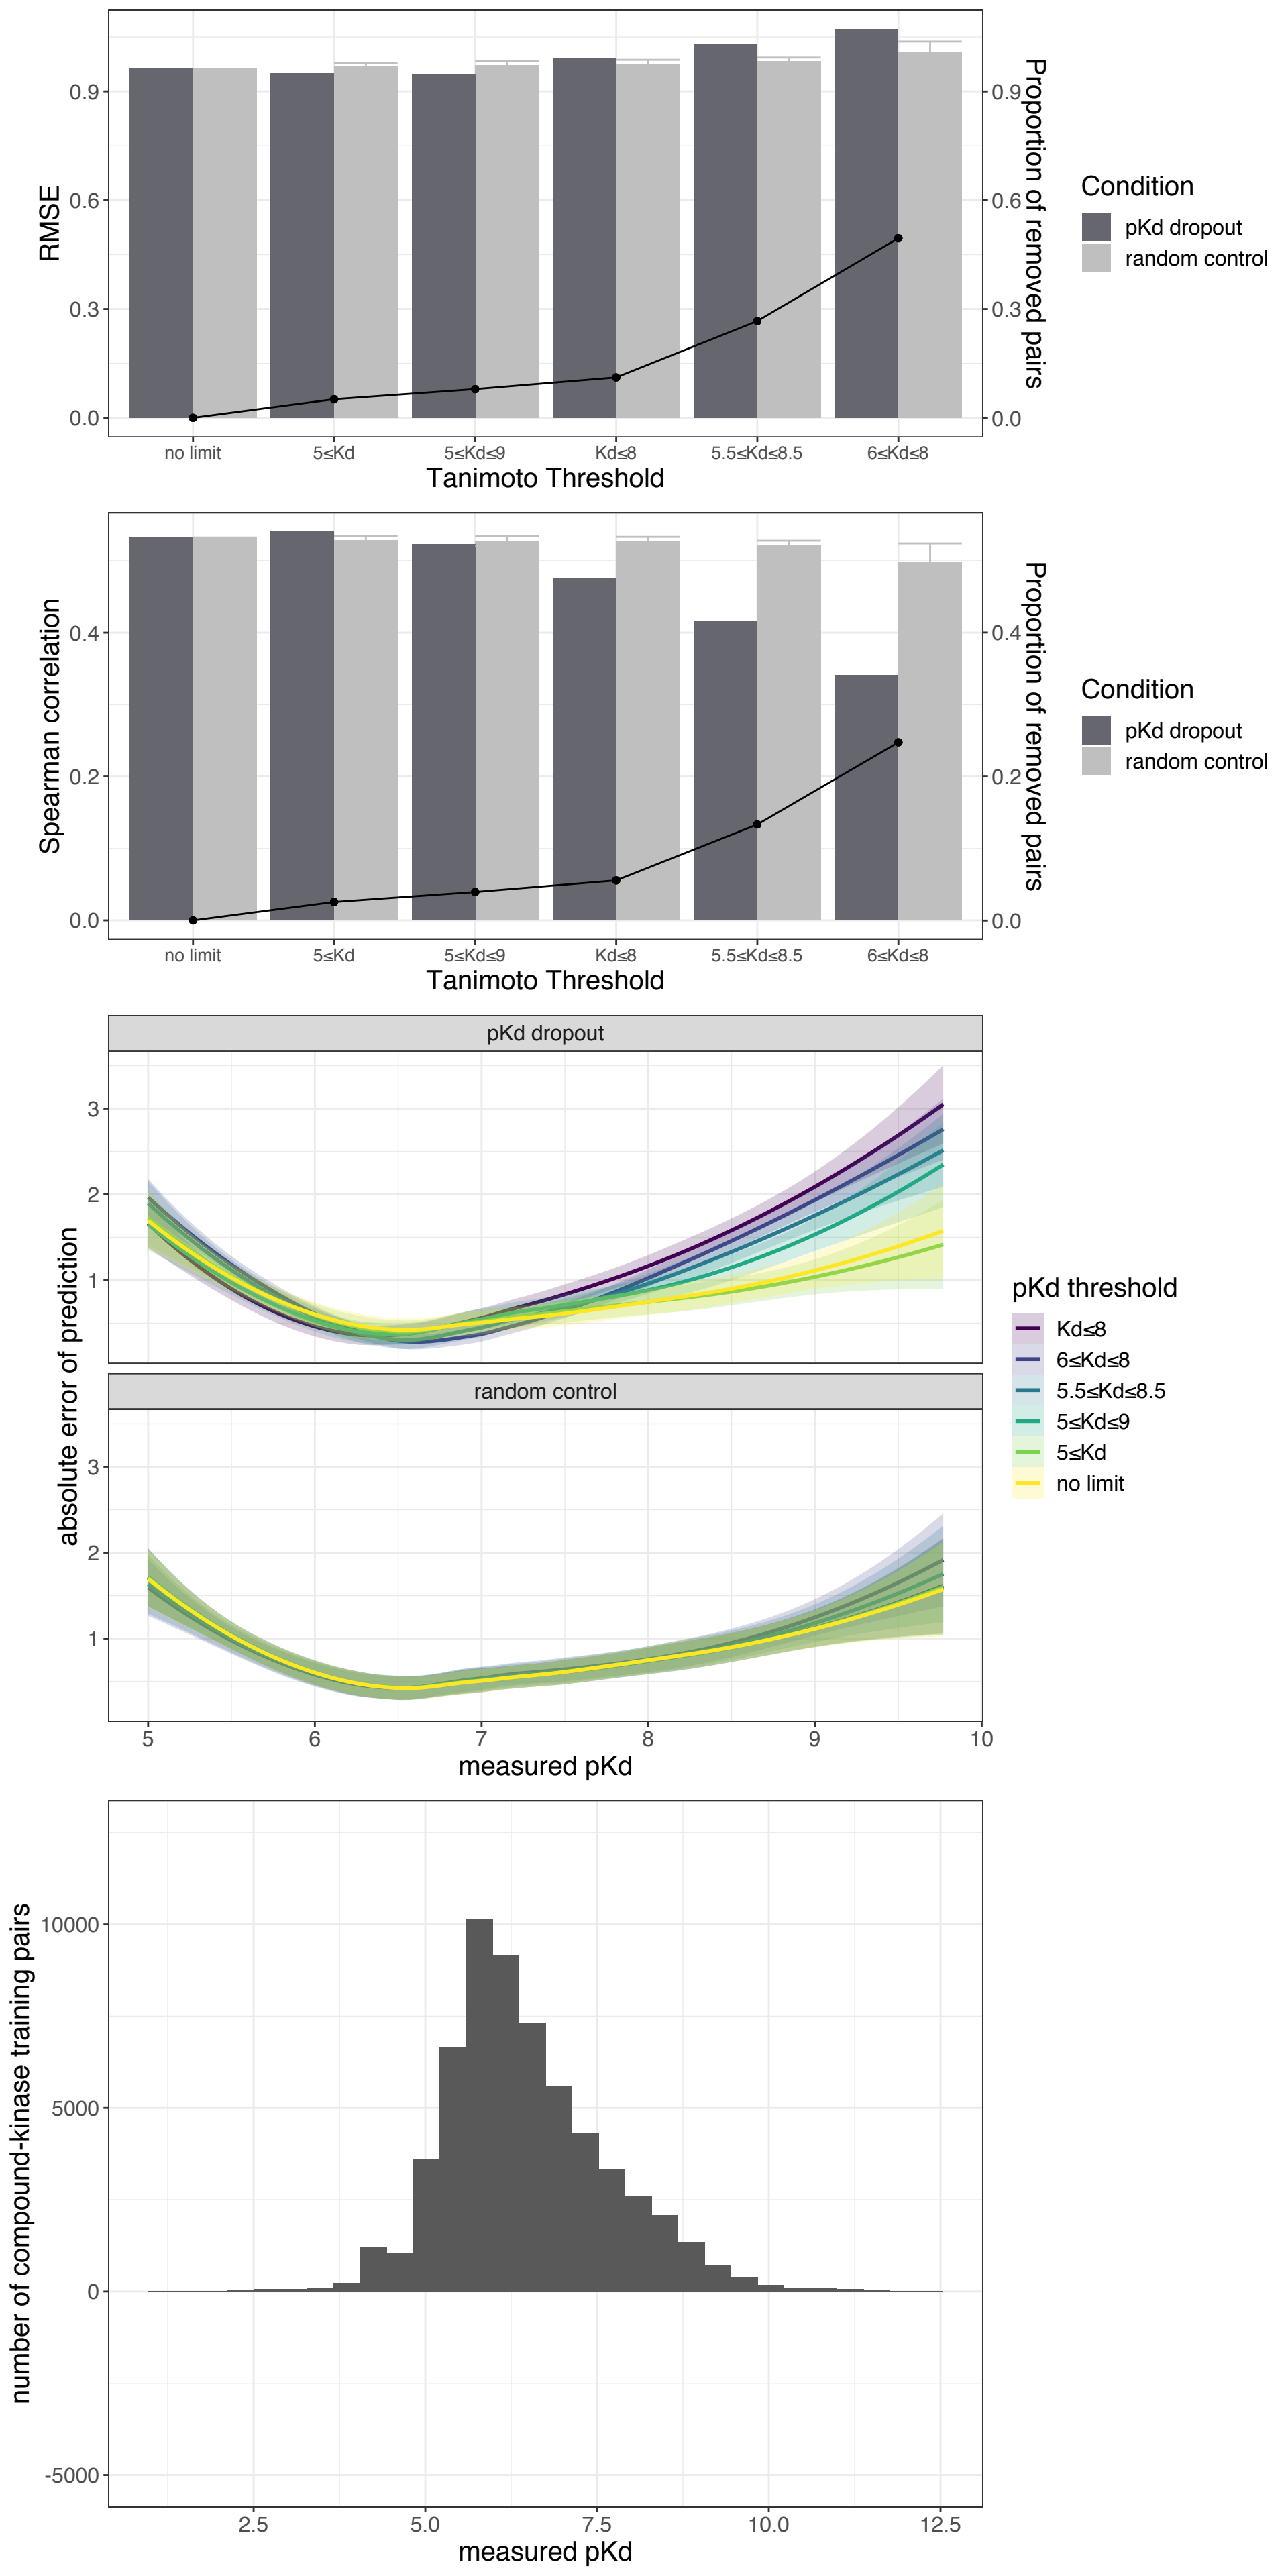 RMSE
0.9
0.6
0.3
0.0
0.9
0.6
0.3
0.0
Proportion of removed pairs
no limit 5≤Kd 5≤Kd≤9 Kd≤8 5.5≤Kd≤8.5 6≤Kd≤8
Tanimoto Threshold
Condition
pKd dropout
random control
Spearman correlation
0.4
0.2
0.0
0.4
0.2
0.0
Proportion of removed pairs
no limit 5≤Kd 5≤Kd≤9 Kd≤8 5.5≤Kd≤8.5 6≤Kd≤8
Tanimoto Threshold
Condition
pKd dropout
random control
pKd dropout
absolute error of prediction
3
2
1
random control
3
2
1
5 6 7 8 9 10
measured pKd
pKd threshold
Kd≤8
6≤Kd≤8
5.5≤Kd≤8.5
5≤Kd≤9
5≤Kd
no limit
number of compound-kinase training pairs
10000
5000
0
-5000
2.5 5.0 7.5 10.0 12.5
measured pKd